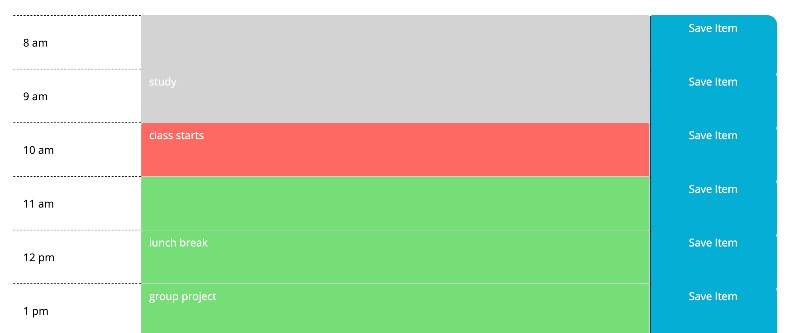 8 am
Save Item
9 am
study
Save Item
10 am
class starts
Save Item
11 am
Save Item
12 pm
lunch break
Save Item
1 pm
group project
Save Item